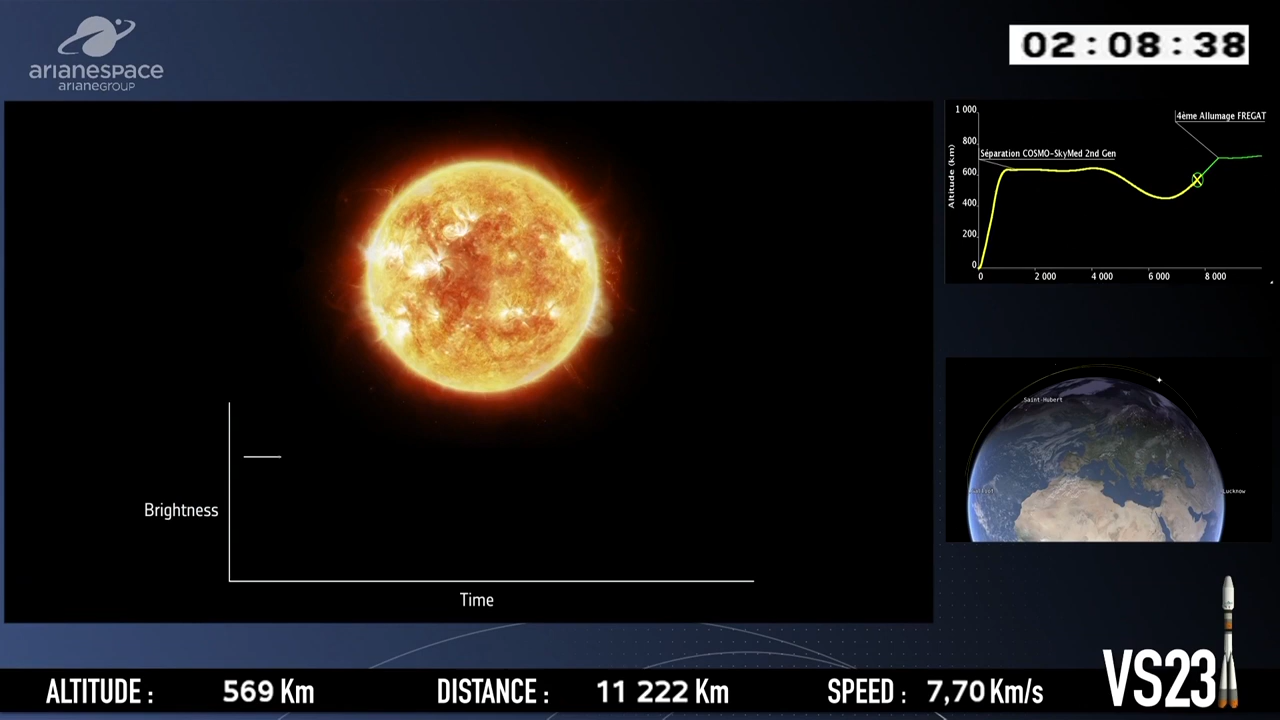 arianespace
arianeGROUP
02:08:38
1 000
800
600
400
200
0
Altitude (km)
4ème Allumage FREGAT
Séparation COSMO-SkyMed 2nd Gen
0
2 000
4 000
6 000
8 000
Brightness
Time
Saint-Hubert
Lucknow
VS23
ALTITUDE : 569 Km
DISTANCE : 11 222 Km
SPEED : 7,70 Km/s